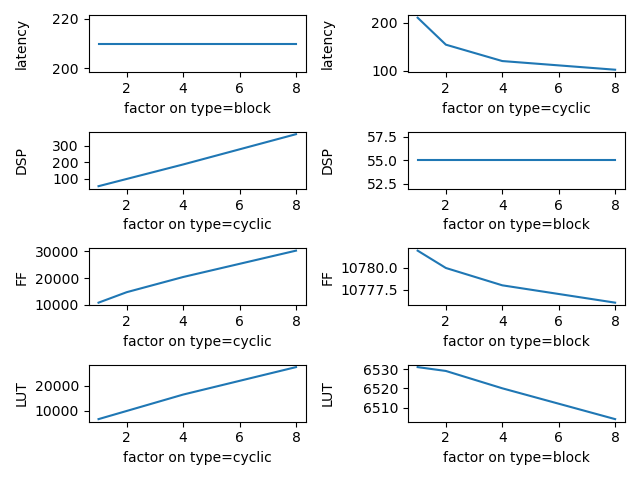 latency
220
200
2 4 6 8
factor on type=block
latency
200
100
2 4 6 8
factor on type=cyclic
DSP
300
200
100
2 4 6 8
factor on type=cyclic
DSP
57.5
55.0
52.5
2 4 6 8
factor on type=block
FF
30000
20000
10000
2 4 6 8
factor on type=cyclic
FF
10780.0
10777.5
2 4 6 8
factor on type=block
LUT
20000
10000
2 4 6 8
factor on type=cyclic
LUT
6530
6520
6510
2 4 6 8
factor on type=block